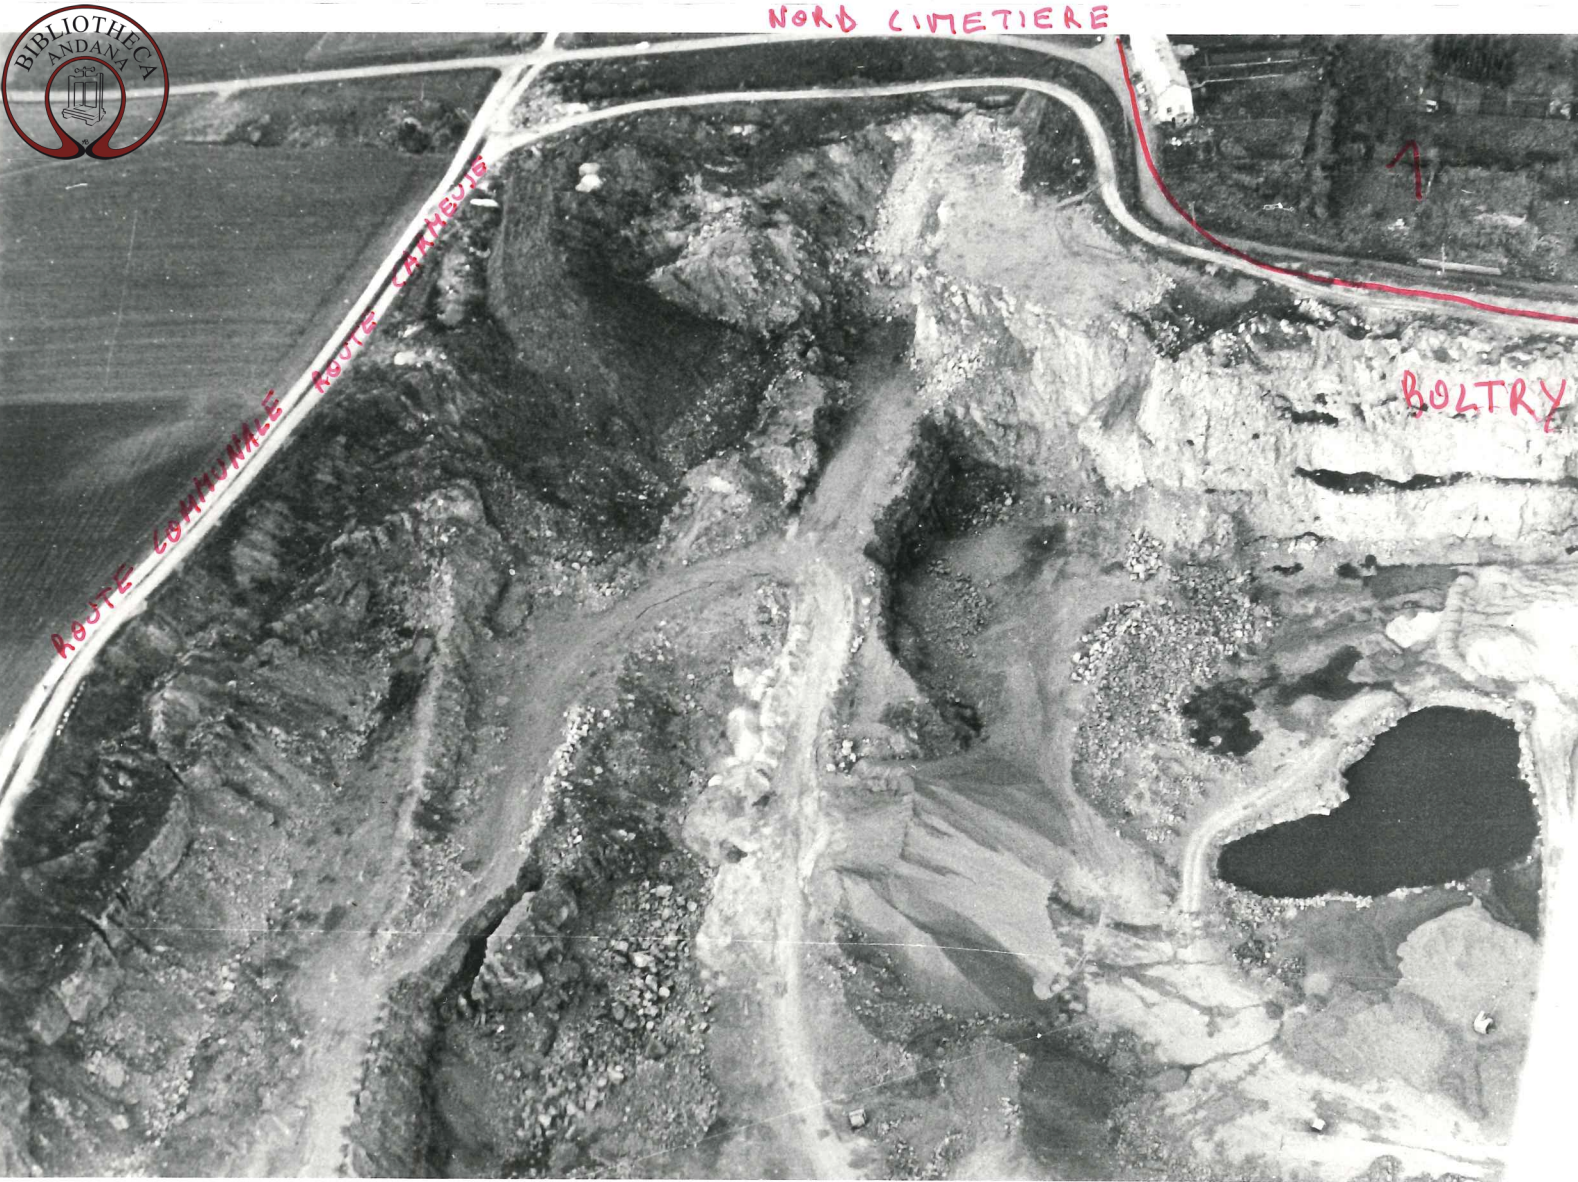 NORD CIMETIERE
BIBLIOTHECA
ANDANA
1
ROUTE COMMUNALE ROUTE CARMEUSE
BOLTRY